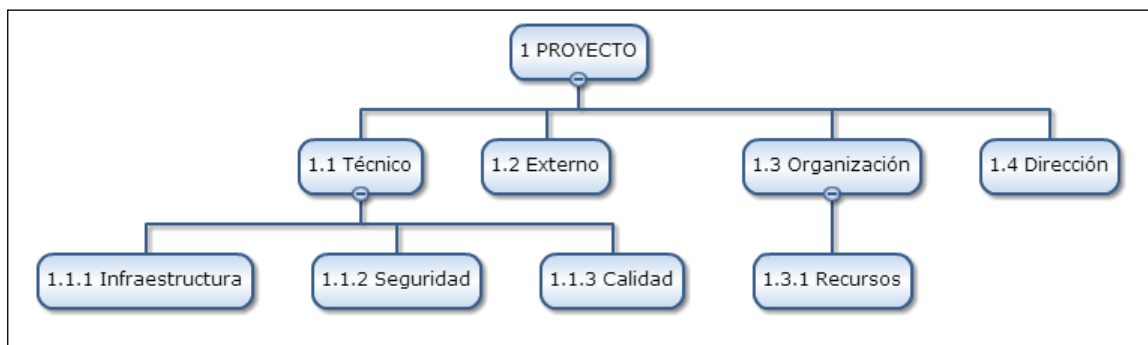 1 PROYECTO
1.1 Técnico
1.2 Externo
1.3 Organización
1.4 Dirección
1.1.1 Infraestructura
1.1.2 Seguridad
1.1.3 Calidad
1.3.1 Recursos